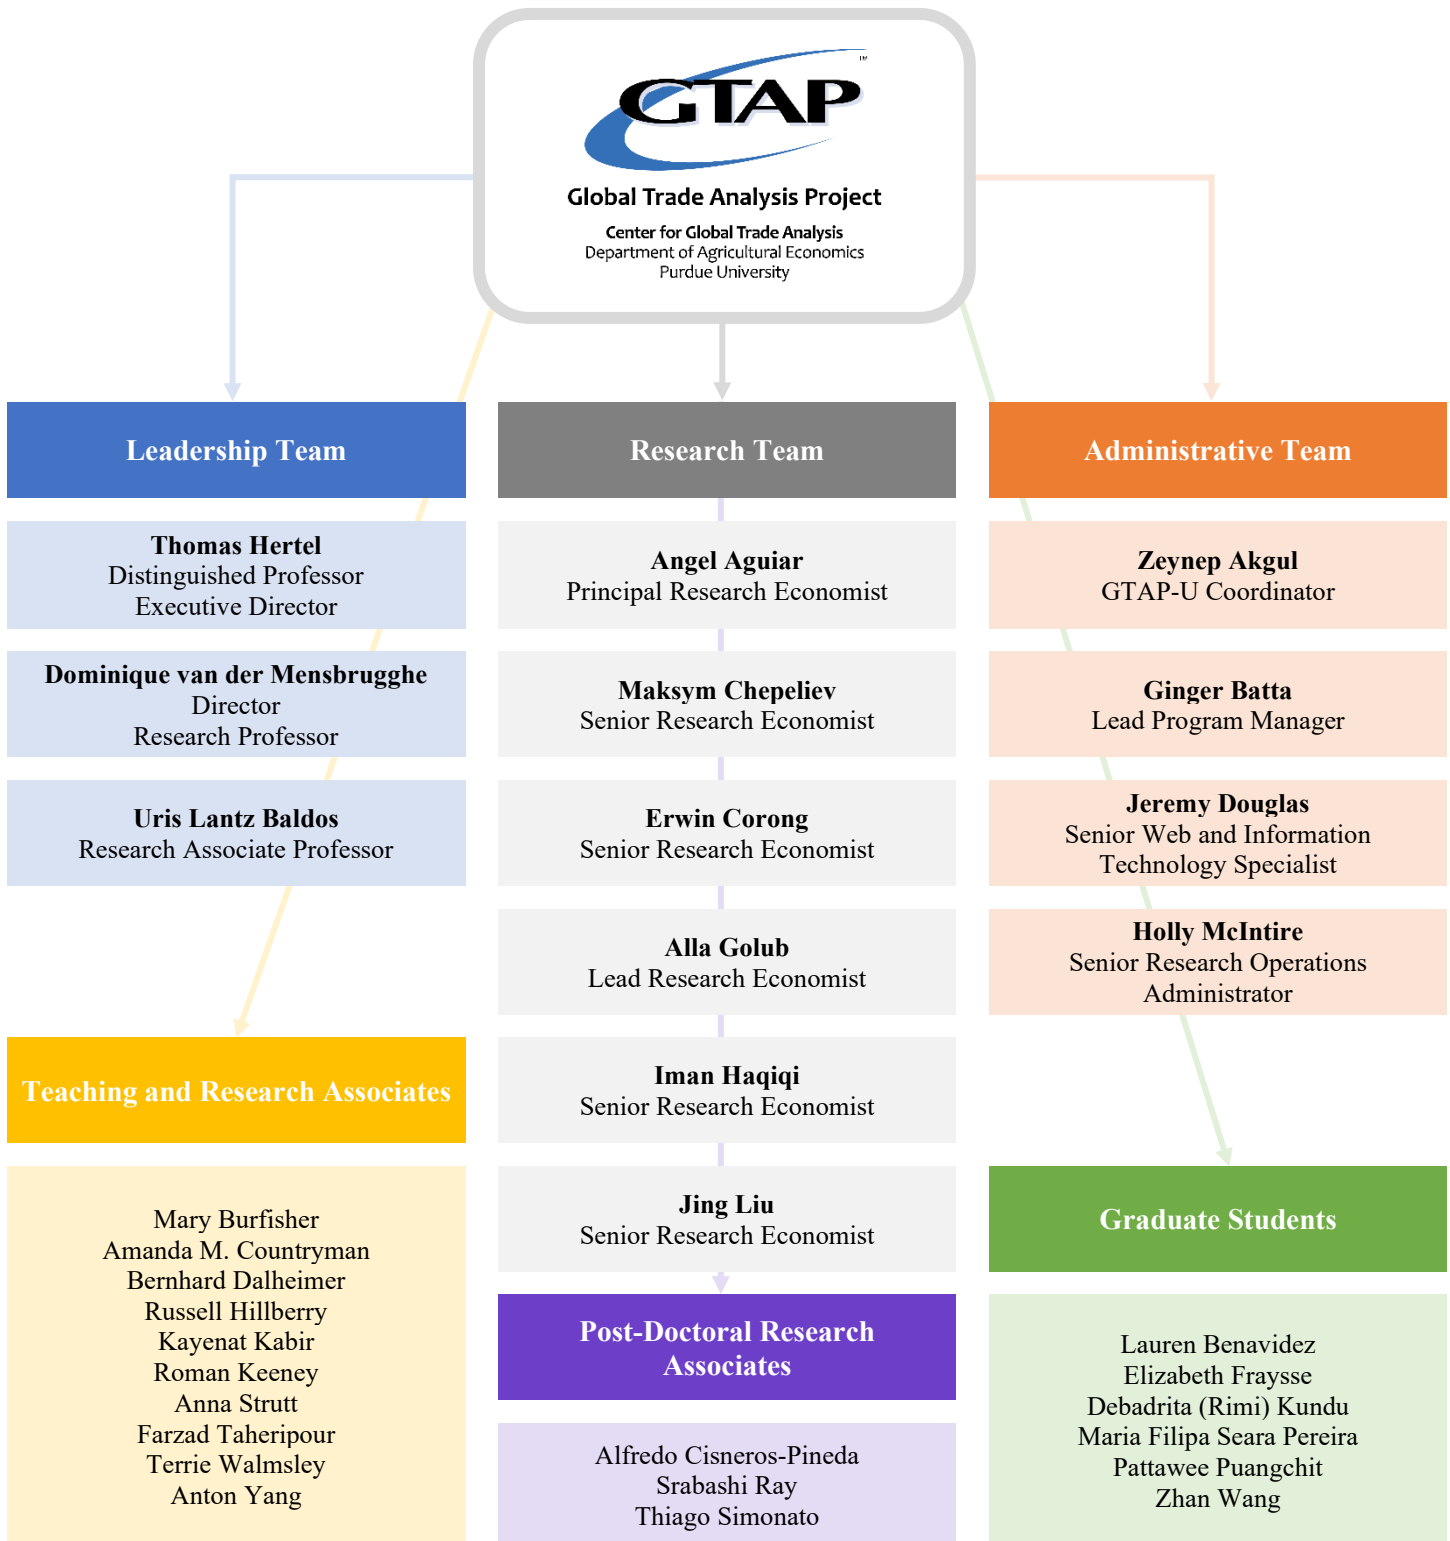 GTAP™
Global Trade Analysis Project
Center for Global Trade Analysis
Department of Agricultural Economics
Purdue University
Leadership Team
Thomas Hertel
Distinguished Professor
Executive Director
Dominique van der Mensbrugghe
Director
Research Professor
Uris Lantz Baldos
Research Associate Professor
Teaching and Research Associates
Mary Burfisher
Amanda M. Countryman
Bernhard Dalheimer
Russell Hillberry
Kayenat Kabir
Roman Keeney
Anna Strutt
Farzad Taheripour
Terrie Walmsley
Anton Yang
Research Team
Angel Aguiar
Principal Research Economist
Maksym Chepeliev
Senior Research Economist
Erwin Corong
Senior Research Economist
Alla Golub
Lead Research Economist
Iman Haqiqi
Senior Research Economist
Jing Liu
Senior Research Economist
Post-Doctoral Research
Associates
Alfredo Cisneros-Pineda
Srabashi Ray
Thiago Simonato
Administrative Team
Zeynep Akgul
GTAP-U Coordinator
Ginger Batta
Lead Program Manager
Jeremy Douglas
Senior Web and Information
Technology Specialist
Holly McIntire
Senior Research Operations
Administrator
Graduate Students
Lauren Benavidez
Elizabeth Fraysse
Debadrita (Rimi) Kundu
Maria Filipa Seara Pereira
Pattawee Puangchit
Zhan Wang